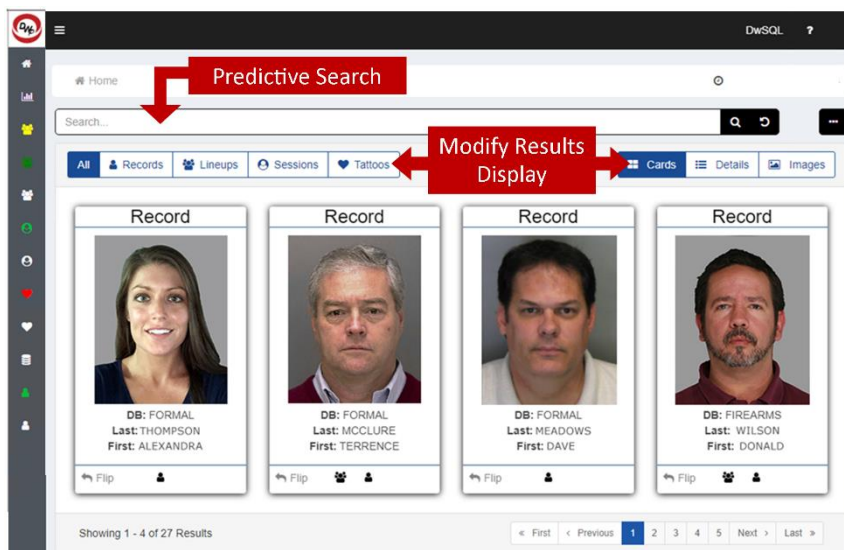 DWS
DwSQL ?
Home
Predictive Search
Search...
Modify Results
Display
All Records Lineups Sessions Tattoos
Cards Details Images
Record Record Record Record
DB: FORMAL DB: FORMAL DB: FORMAL DB: FIREARMS
Last: THOMPSON Last: MCCLURE Last: MEADOWS Last: WILSON
First: ALEXANDRA First: TERRENCE First: DAVE First: DONALD
Flip Flip Flip Flip
Showing 1 - 4 of 27 Results
« First ‹ Previous 1 2 3 4 5 Next › Last »